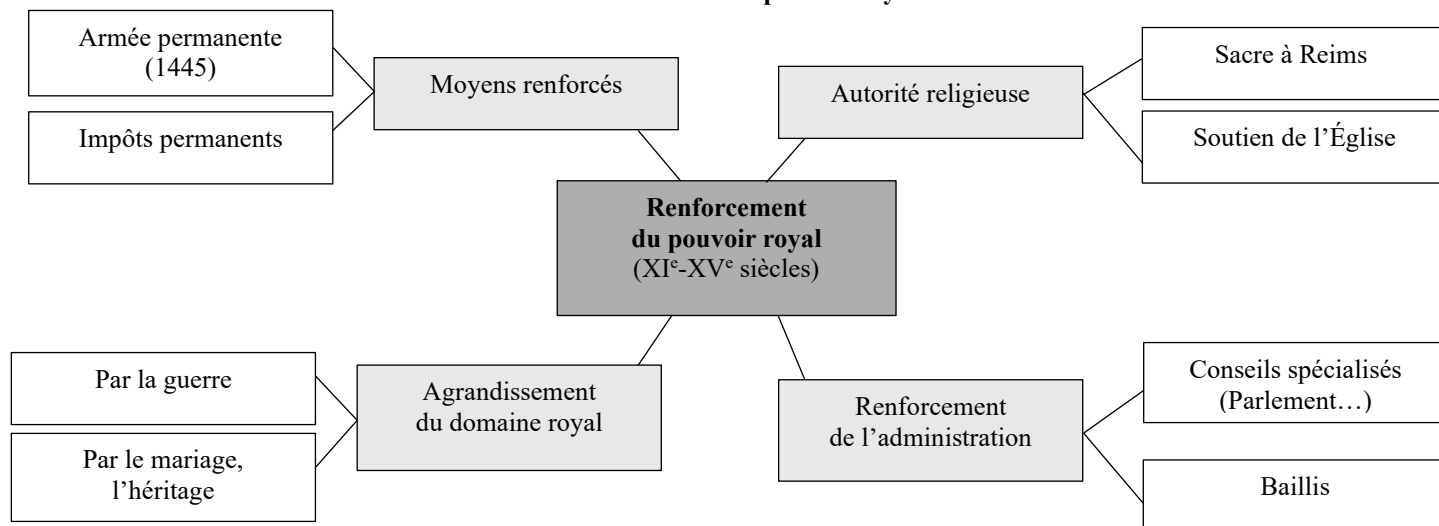 Armée permanente
(1445)
Impôts permanents
Moyens renforcés
Autorité religieuse
Sacre à Reims
Soutien de l’Église
Renforcement
du pouvoir royal
(XIe-XVe siècles)
Par la guerre
Par le mariage,
l’héritage
Agrandissement
du domaine royal
Renforcement
de l’administration
Conseils spécialisés
(Parlement…)
Baillis